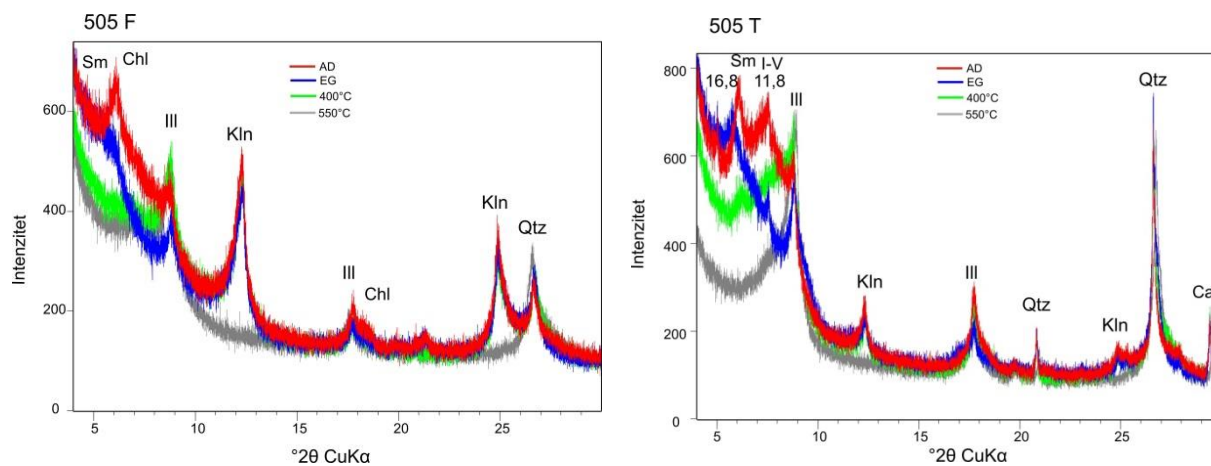 505 F
Sm Chl
AD
EG
400°C
550°C
Ill
Kln
Kln
Qtz
Ill
Chl
Intenzitet
600
400
200
0
5 10 15 20 25
°2θ CuKα
505 T
Sm I-V
16,8 11,8
Ill
AD
EG
400°C
550°C
Qtz
Kln
Ill
Qtz
Kln
Ca
Intenzitet
800
600
400
200
0
5 10 15 20 25
°2θ CuKα